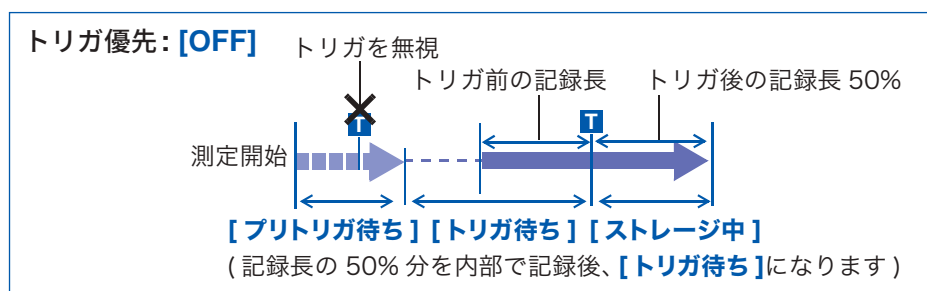 トリガ優先: [OFF]
トリガを無視
トリガ前の記録長
トリガ後の記録長 50%
T
T
測定開始
[ プリトリガ待ち ] [ トリガ待ち ] [ ストレージ中 ]
( 記録長の 50% 分を内部で記録後、[ トリガ待ち ]になります )